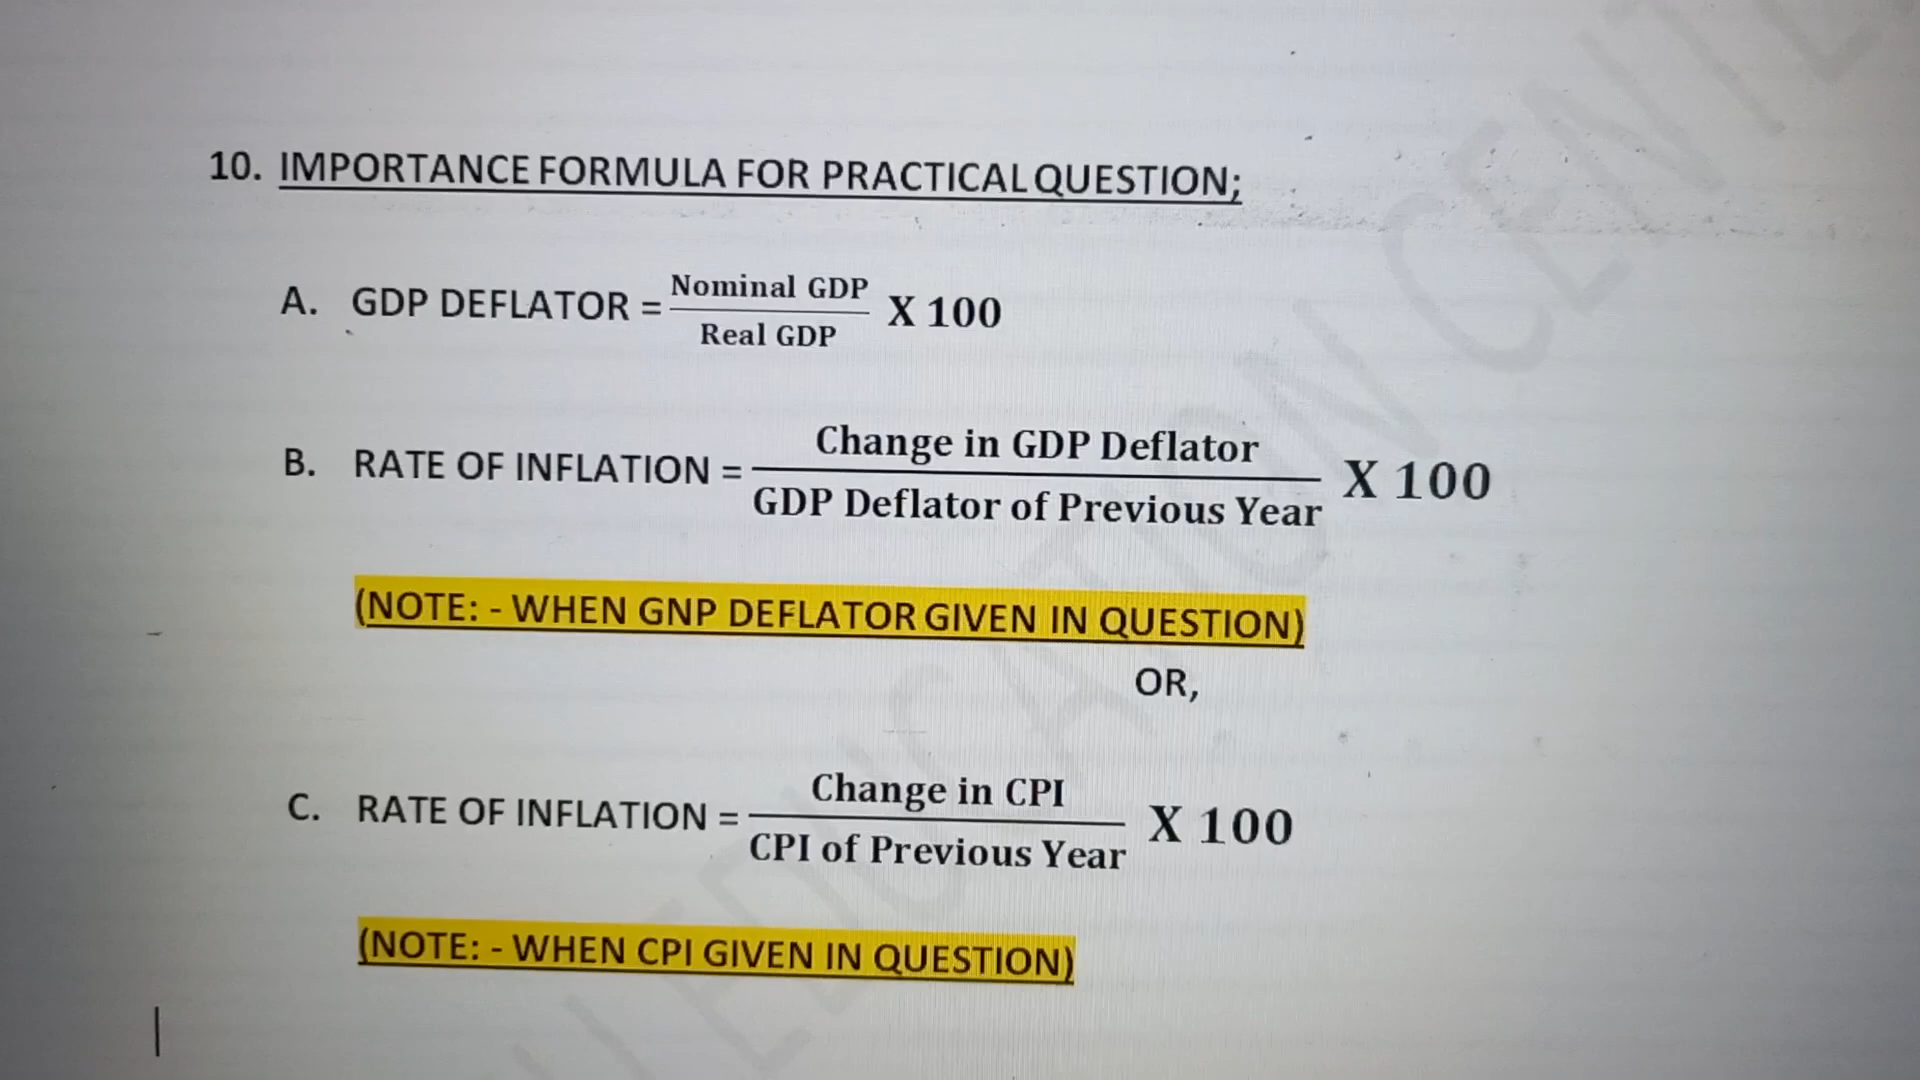 10. IMPORTANCE FORMULA FOR PRACTICAL QUESTION;
A. GDP DEFLATOR = Nominal GDP / Real GDP X 100
B. RATE OF INFLATION = Change in GDP Deflator / GDP Deflator of Previous Year X 100
(NOTE: - WHEN GNP DEFLATOR GIVEN IN QUESTION)
OR,
C. RATE OF INFLATION = Change in CPI / CPI of Previous Year X 100
(NOTE: - WHEN CPI GIVEN IN QUESTION)
EDUCATION CENTE